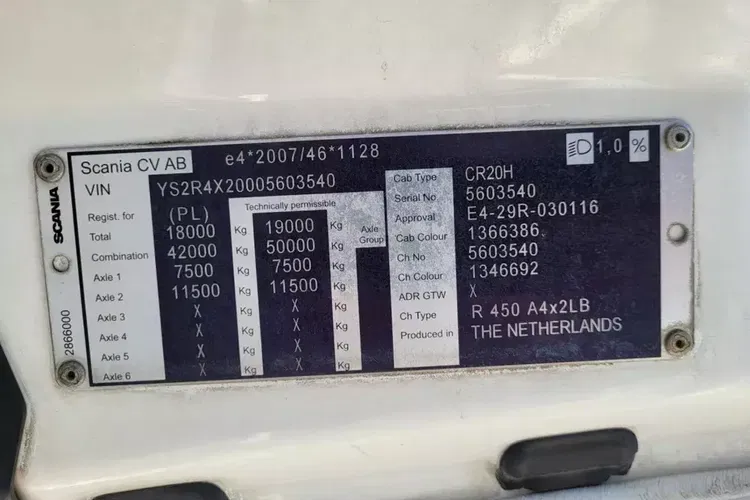 Scania CV AB e4*2007/46*1128 1,0 %
VIN YS2R4X20005603540
Regist. for (PL) Technically permissible
Total 18000 Kg 19000 Kg Axle Group
Combination 42000 Kg 50000 Kg
Axle 1 7500 Kg 7500 Kg
Axle 2 11500 Kg 11500 Kg
Axle 3 X Kg X Kg
Axle 4 X Kg X Kg
Axle 5 X Kg X Kg
Axle 6 X Kg X Kg
Cab Type CR20H
Serial No 5603540
Approval E4-29R-030116
Cab Colour 1366386
Ch No 5603540
Ch Colour 1346692
ADR GTW X
Ch Type R 450 A4x2LB
Produced in THE NETHERLANDS
SCANIA
2866000